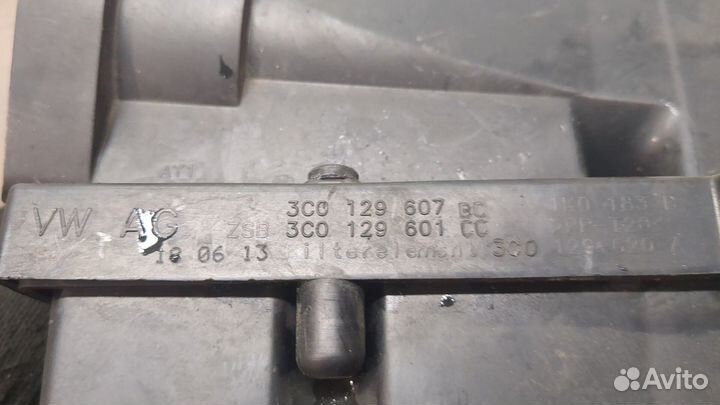 VW AG 3C0 129 607 BC
ZSB 3C0 129 601 CC
18 06 13 Filterelement 3C0 129 620
Avito